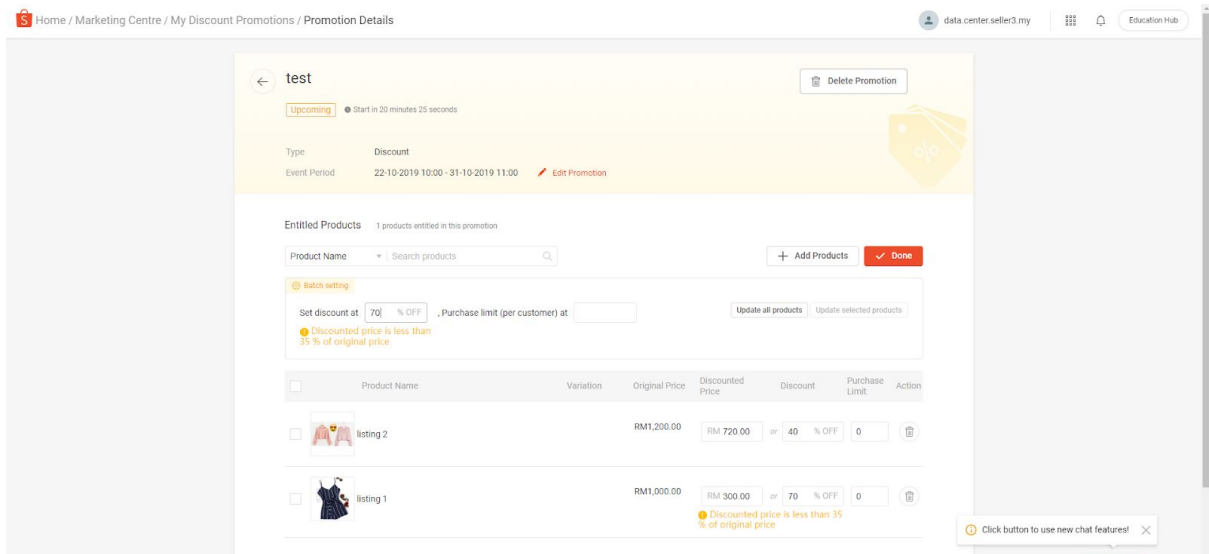 Home / Marketing Centre / My Discount Promotions / Promotion Details
data.center.seller3.my
Education Hub
test
Delete Promotion
Upcoming
Start in 20 minutes 25 seconds
Type Discount
Event Period 22-10-2019 10:00 - 31-10-2019 11:00 Edit Promotion
Entitled Products 1 products entitled in this promotion
Product Name Search products
Add Products Done
Batch setting
Set discount at 70 % OFF , Purchase limit (per customer) at
Update all products Update selected products
Discounted price is less than
35 % of original price
Product Name Variation Original Price Discounted Price Discount Purchase Limit Action
listing 2 RM1,200.00 RM 720.00 or 40 % OFF 0
listing 1 RM1,000.00 RM 300.00 or 70 % OFF 0
Discounted price is less than 35
% of original price
Click button to use new chat features!